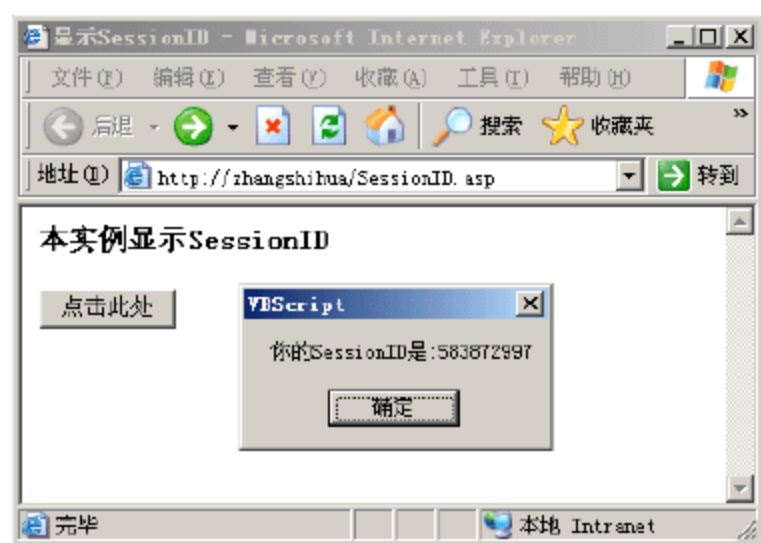 显示SessionID - Microsoft Internet Explorer
文件(F) 编辑(E) 查看(V) 收藏(A) 工具(T) 帮助(H)
后退 搜索 收藏夹 »
地址(D) http://zhangshihua/SessionID.asp 转到
本实例显示SessionID
点击此处
VBScript
你的SessionID是:583872997
确定
完毕 本地 Intranet